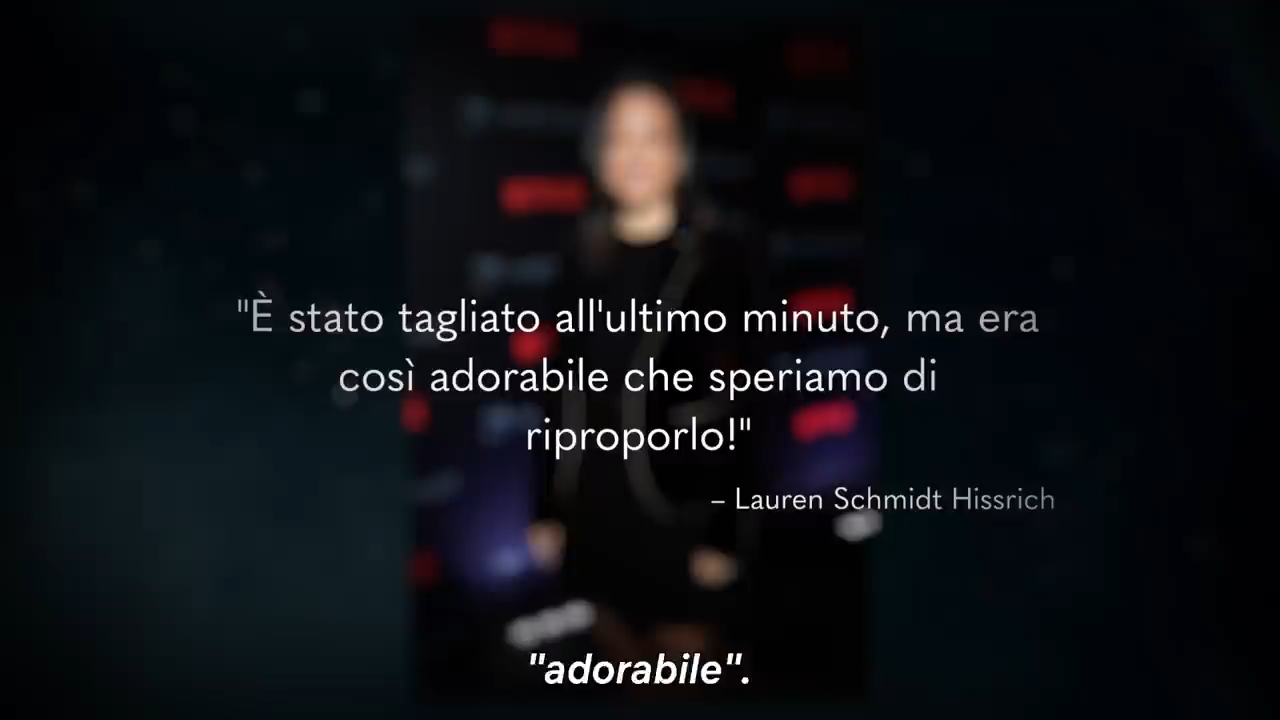 "È stato tagliato all'ultimo minuto, ma era
così adorabile che speriamo di
riproporlo!"
– Lauren Schmidt Hissrich
"adorabile".